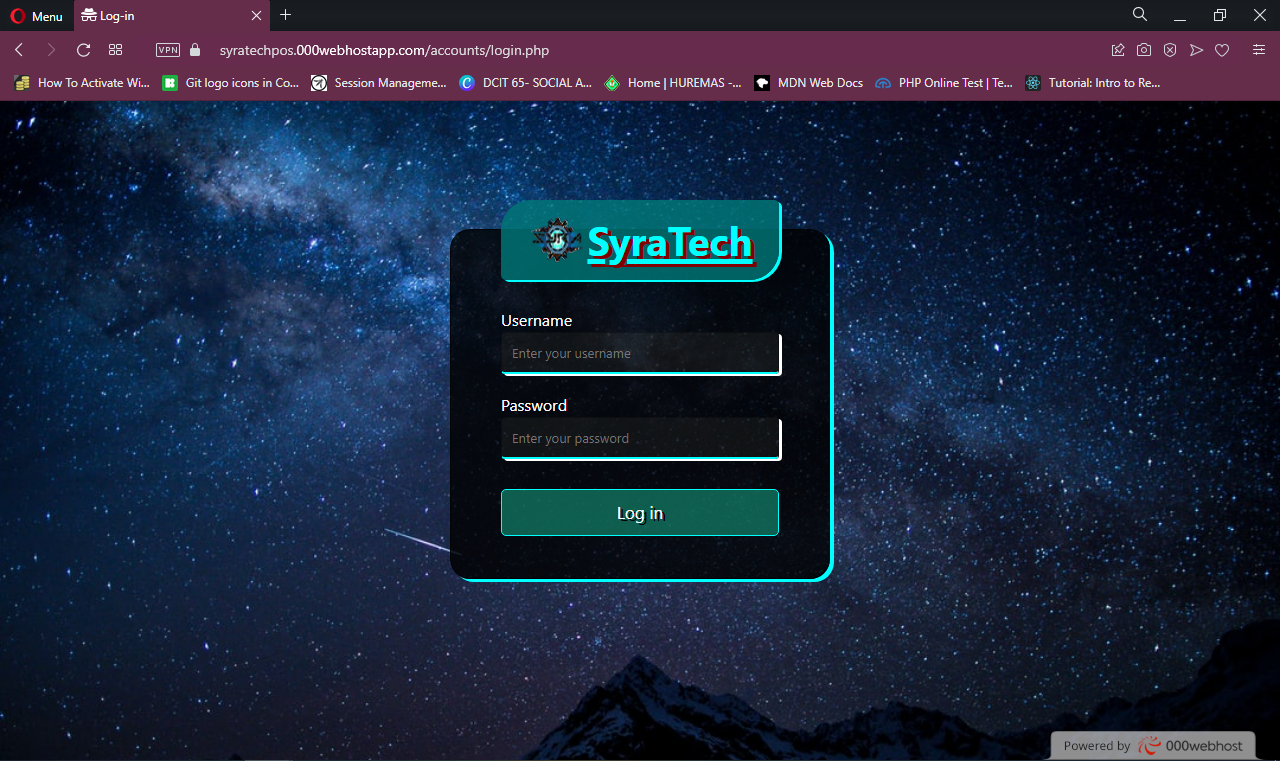 Menu
Log-in
VPN
syratechpos.000webhostapp.com/accounts/login.php
How To Activate Wi...
Git logo icons in Co...
Session Manageme...
DCIT 65- SOCIAL A...
Home | HUREMAS -...
MDN Web Docs
PHP Online Test | Te...
Tutorial: Intro to Re...
SyraTech
Username
Enter your username
Password
Enter your password
Log in
Powered by 000webhost